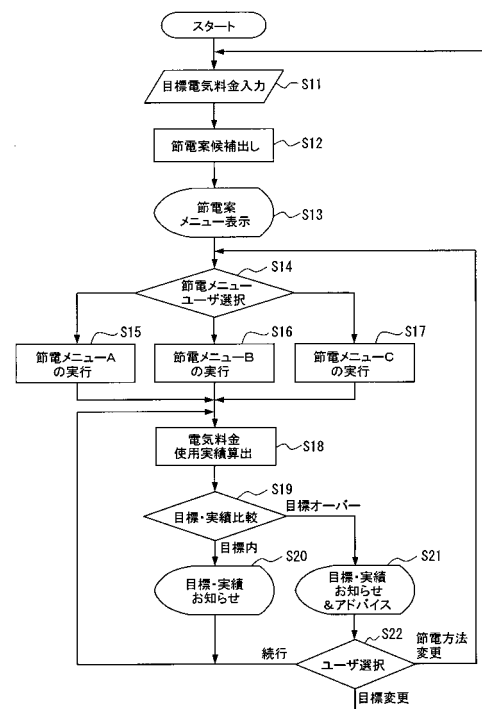 スタート
目標電気料金入力
S11
節電案候補出し
S12
節電案
メニュー表示
S13
S14
節電メニュー
ユーザ選択
S15
節電メニューA
の実行
S16
節電メニューB
の実行
S17
節電メニューC
の実行
電気料金
使用実績算出
S18
S19
目標・実績比較
目標オーバー
目標内
S20
目標・実績
お知らせ
S21
目標・実績
お知らせ
&アドバイス
S22
ユーザ選択
節電方法
変更
続行
目標変更